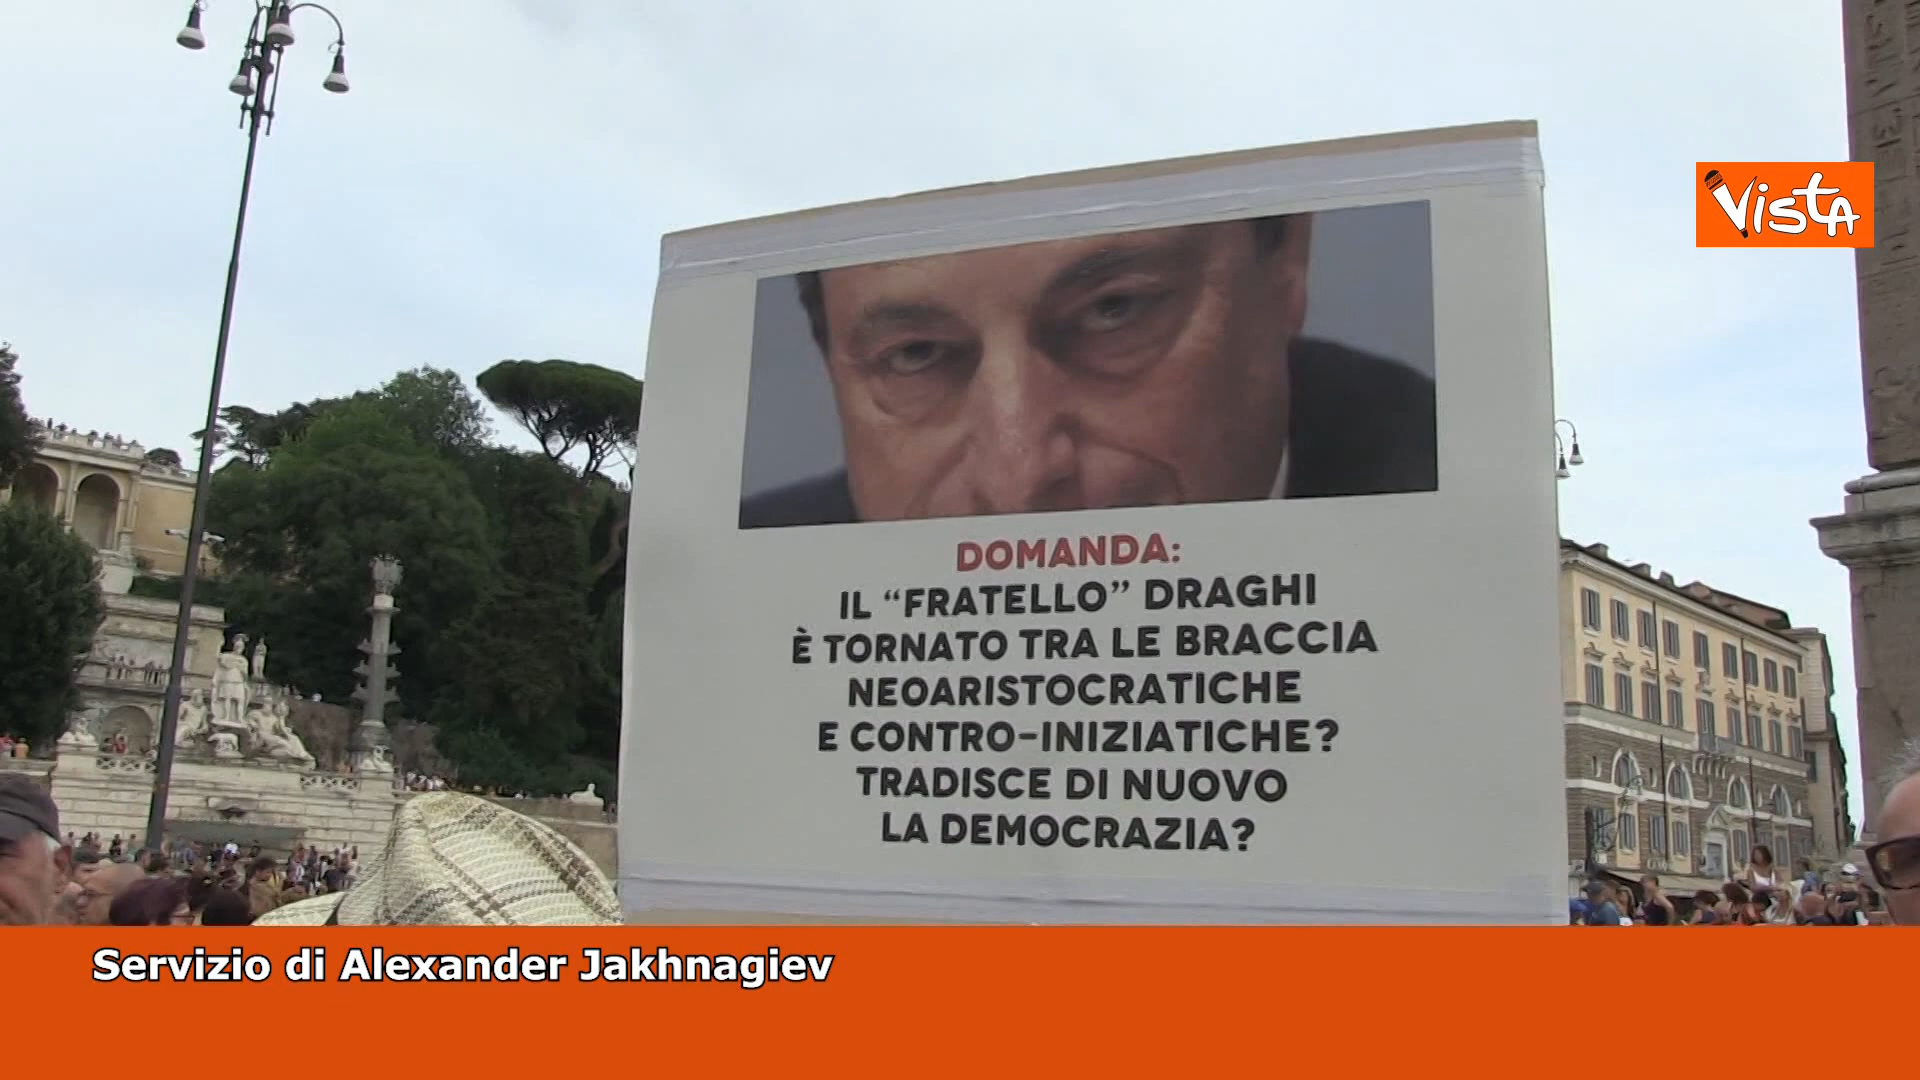 Vista
DOMANDA:
IL “FRATELLO” DRAGHI
È TORNATO TRA LE BRACCIA
NEOARISTOCRATICHE
E CONTRO-INIZIATICHE?
TRADISCE DI NUOVO
LA DEMOCRAZIA?
Servizio di Alexander Jakhnagiev